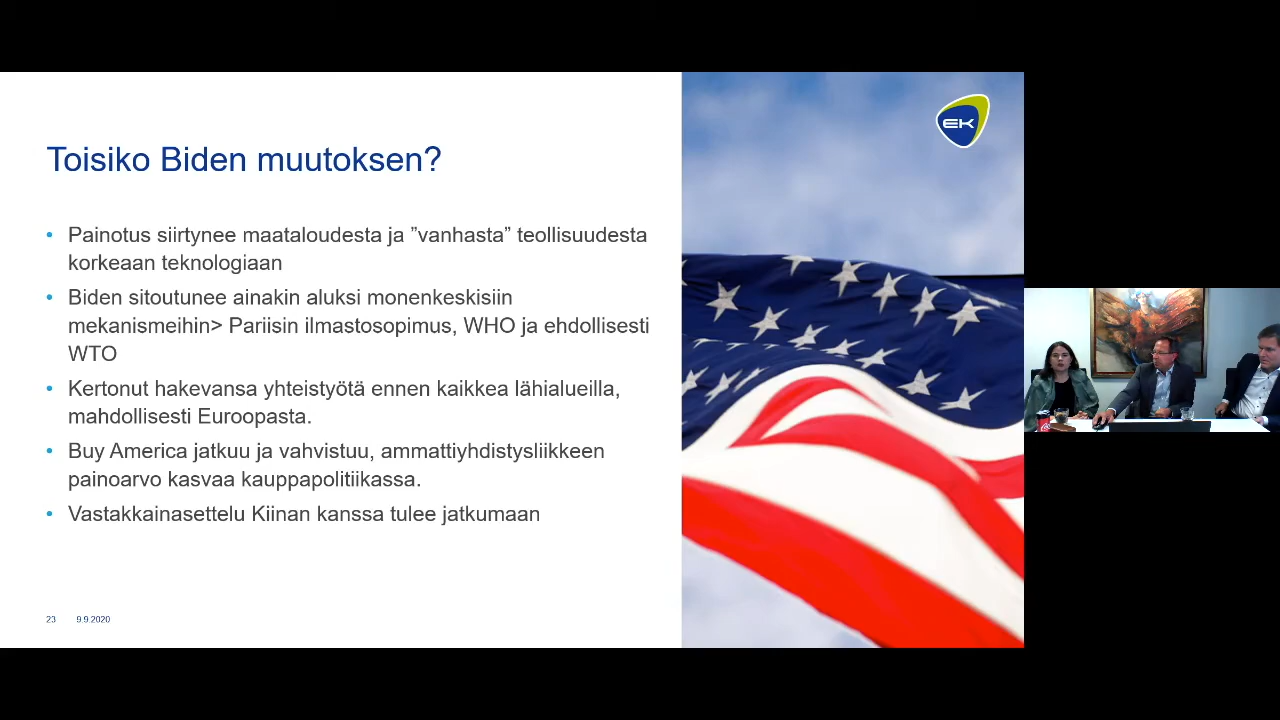 EK
Toisiko Biden muutoksen?
• Painotus siirtynee maataloudesta ja ”vanhasta” teollisuudesta
korkeaan teknologiaan
• Biden sitoutunee ainakin aluksi monenkeskisiin
mekanismeihin> Pariisin ilmastosopimus, WHO ja ehdollisesti
WTO
• Kertonut hakevansa yhteistyötä ennen kaikkea lähialueilla,
mahdollisesti Euroopasta.
• Buy America jatkuu ja vahvistuu, ammattiyhdistysliikkeen
painoarvo kasvaa kauppapolitiikassa.
• Vastakkainasettelu Kiinan kanssa tulee jatkumaan
23 9.9.2020